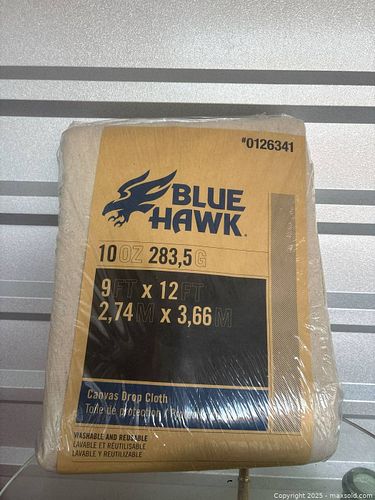 #0126341
BLUE
HAWK
10 OZ 283,5 G
9 FT x 12 FT
2,74 M x 3,66 M
Canvas Drop Cloth
Toile de protection /
WASHABLE AND REUSABLE
LAVABLE ET RÉUTILISABLE
LAVABLE Y REUTILIZABLE
Copyright 2025 - maxsold.com